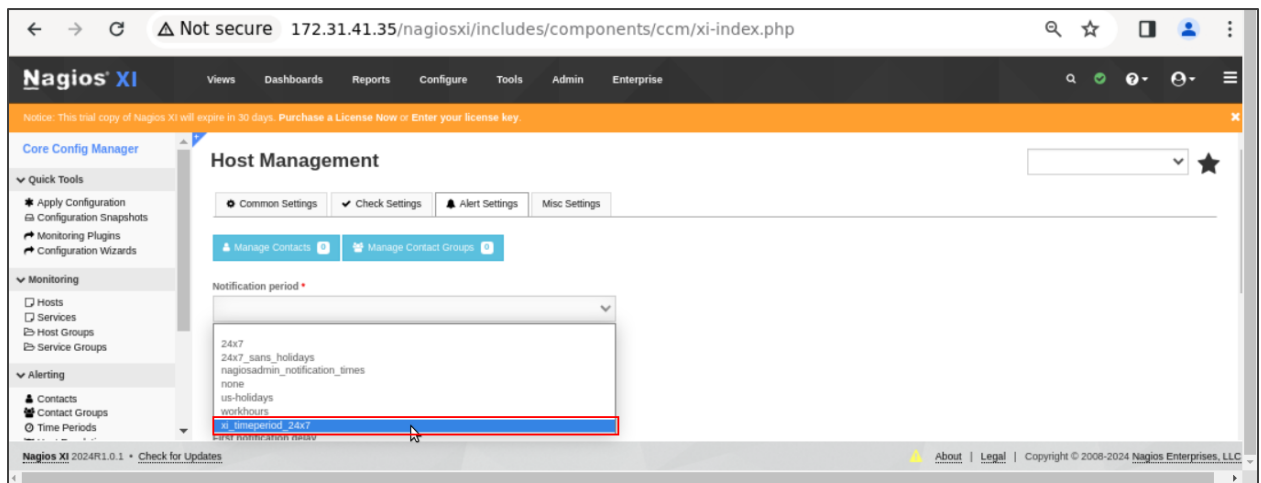 Not secure 172.31.41.35/nagiosxi/includes/components/ccm/xi-index.php
Nagios XI Views Dashboards Reports Configure Tools Admin Enterprise
Notice: This trial copy of Nagios XI will expire in 30 days. Purchase a License Now or Enter your license key.
Core Config Manager
Quick Tools
Apply Configuration
Configuration Snapshots
Monitoring Plugins
Configuration Wizards
Monitoring
Hosts
Services
Host Groups
Service Groups
Alerting
Contacts
Contact Groups
Time Periods
Host Management
Common Settings Check Settings Alert Settings Misc Settings
Manage Contacts 0 Manage Contact Groups 0
Notification period *
24x7
24x7_sans_holidays
nagiosadmin_notification_times
none
us-holidays
workhours
xi_timeperiod_24x7
First notification delay
Nagios XI 2024R1.0.1 • Check for Updates About | Legal | Copyright © 2008-2024 Nagios Enterprises, LLC